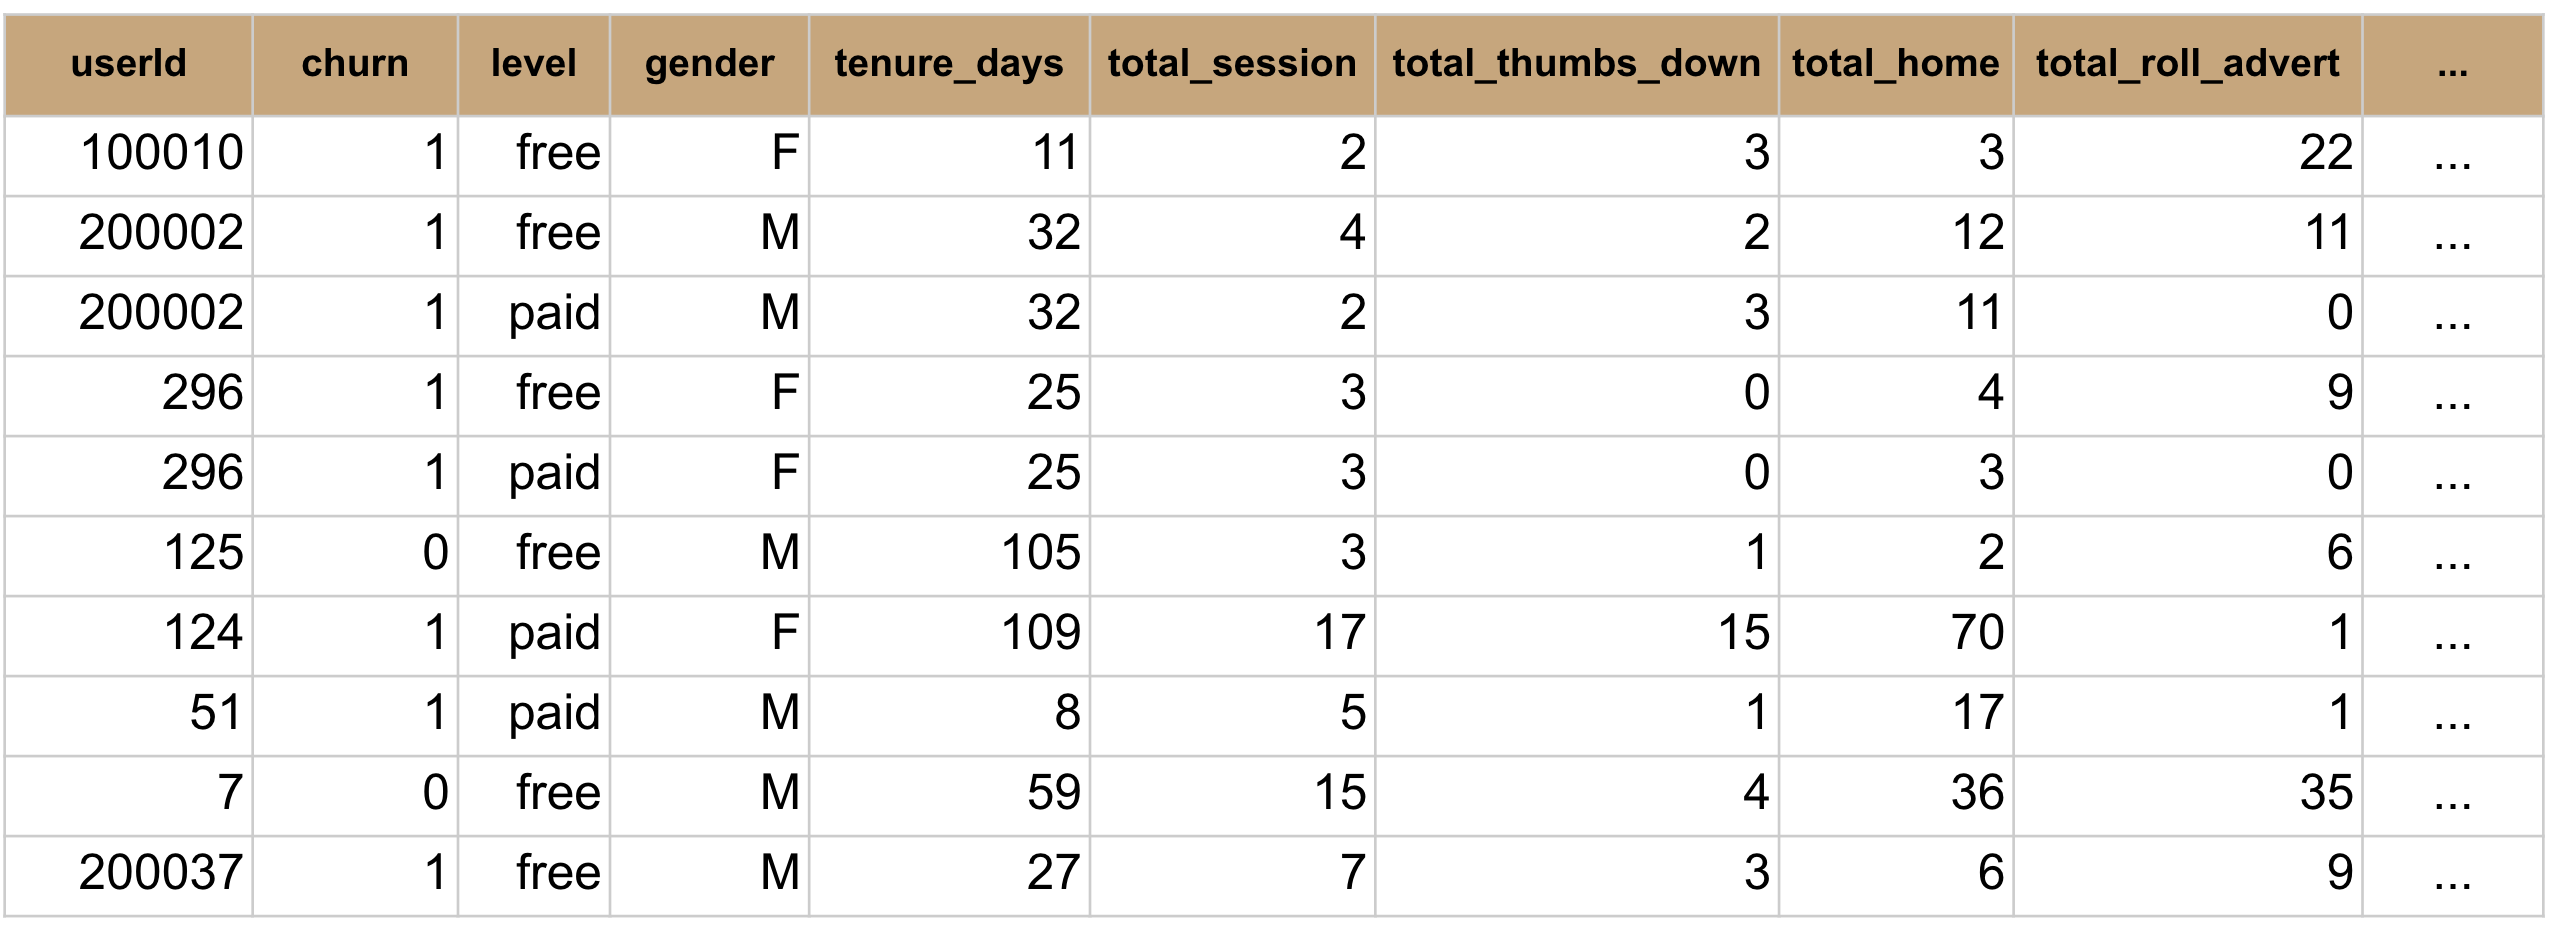 userId churn level gender tenure_days total_session total_thumbs_down total_home total_roll_advert ...
100010 1 free F 11 2 3 3 22 ...
200002 1 free M 32 4 2 12 11 ...
200002 1 paid M 32 2 3 11 0 ...
296 1 free F 25 3 0 4 9 ...
296 1 paid F 25 3 0 3 0 ...
125 0 free M 105 3 1 2 6 ...
124 1 paid F 109 17 15 70 1 ...
51 1 paid M 8 5 1 17 1 ...
7 0 free M 59 15 4 36 35 ...
200037 1 free M 27 7 3 6 9 ...